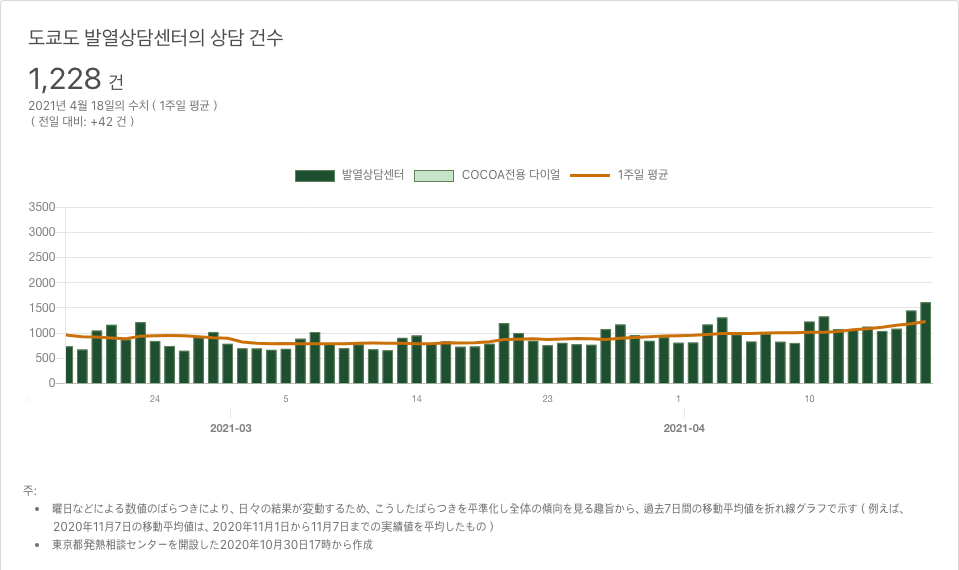 도쿄도 발열상담센터의 상담 건수
1,228 건
2021년 4월 18일의 수치 ( 1주일 평균 )
( 전일 대비: +42 건 )
발열상담센터 COCOA전용 다이얼 1주일 평균
3500
3000
2500
2000
1500
1000
500
0
24 5 14 23 1 10
2021-03 2021-04
주:
• 曜日などによる数値のばらつきにより、日々の結果が変動するため、こうしたばらつきを平準化し全体の傾向を見る趣旨から、過去7日間の移動平均値を折れ線グラフで示す ( 例えば、
2020年11月7日の移動平均値は、2020年11月1日から11月7日までの実績値を平均したもの )
• 東京都発熱相談センターを開設した2020年10月30日17時から作成